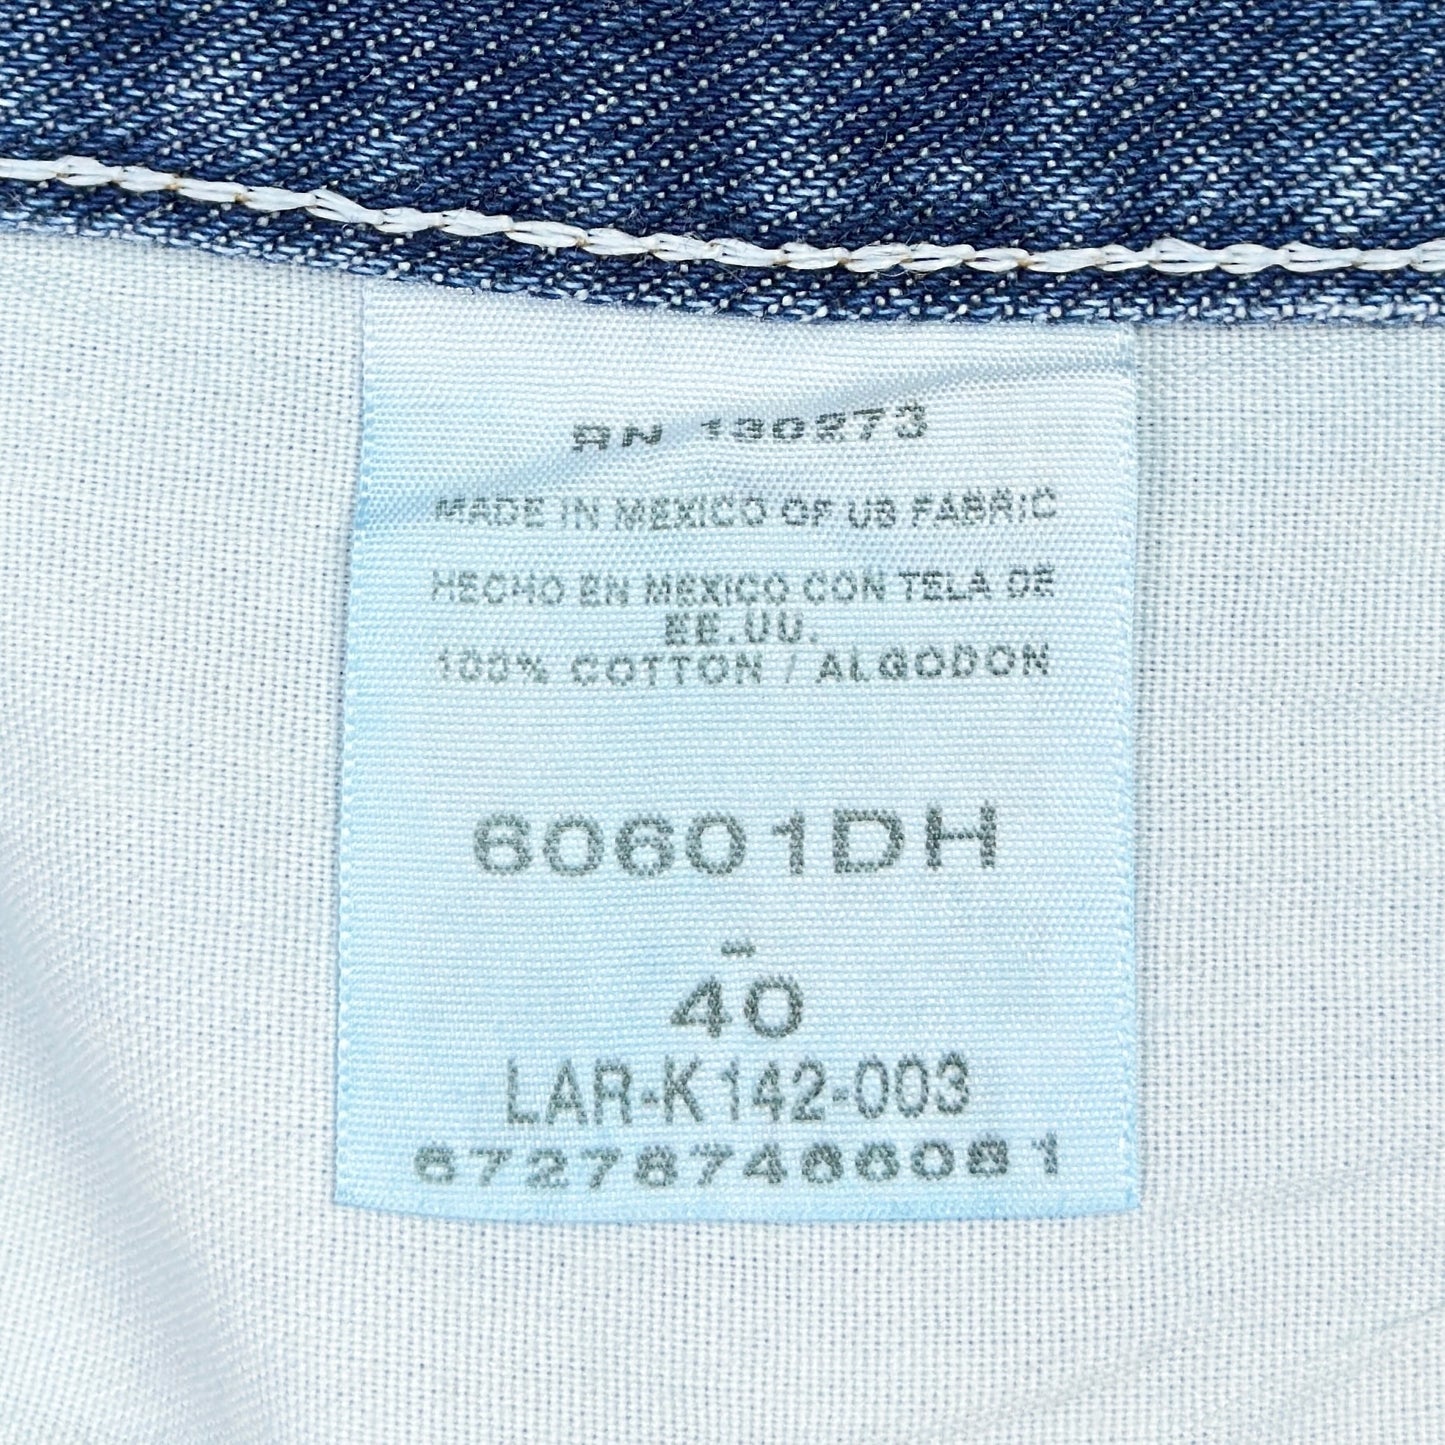 RN 130273
MADE IN MEXICO OF US FABRIC
HECHO EN MEXICO CON TELA DE
EE.UU.
100% COTTON / ALGODON
60601DH
-
40
LAR-K142-003
672787466081